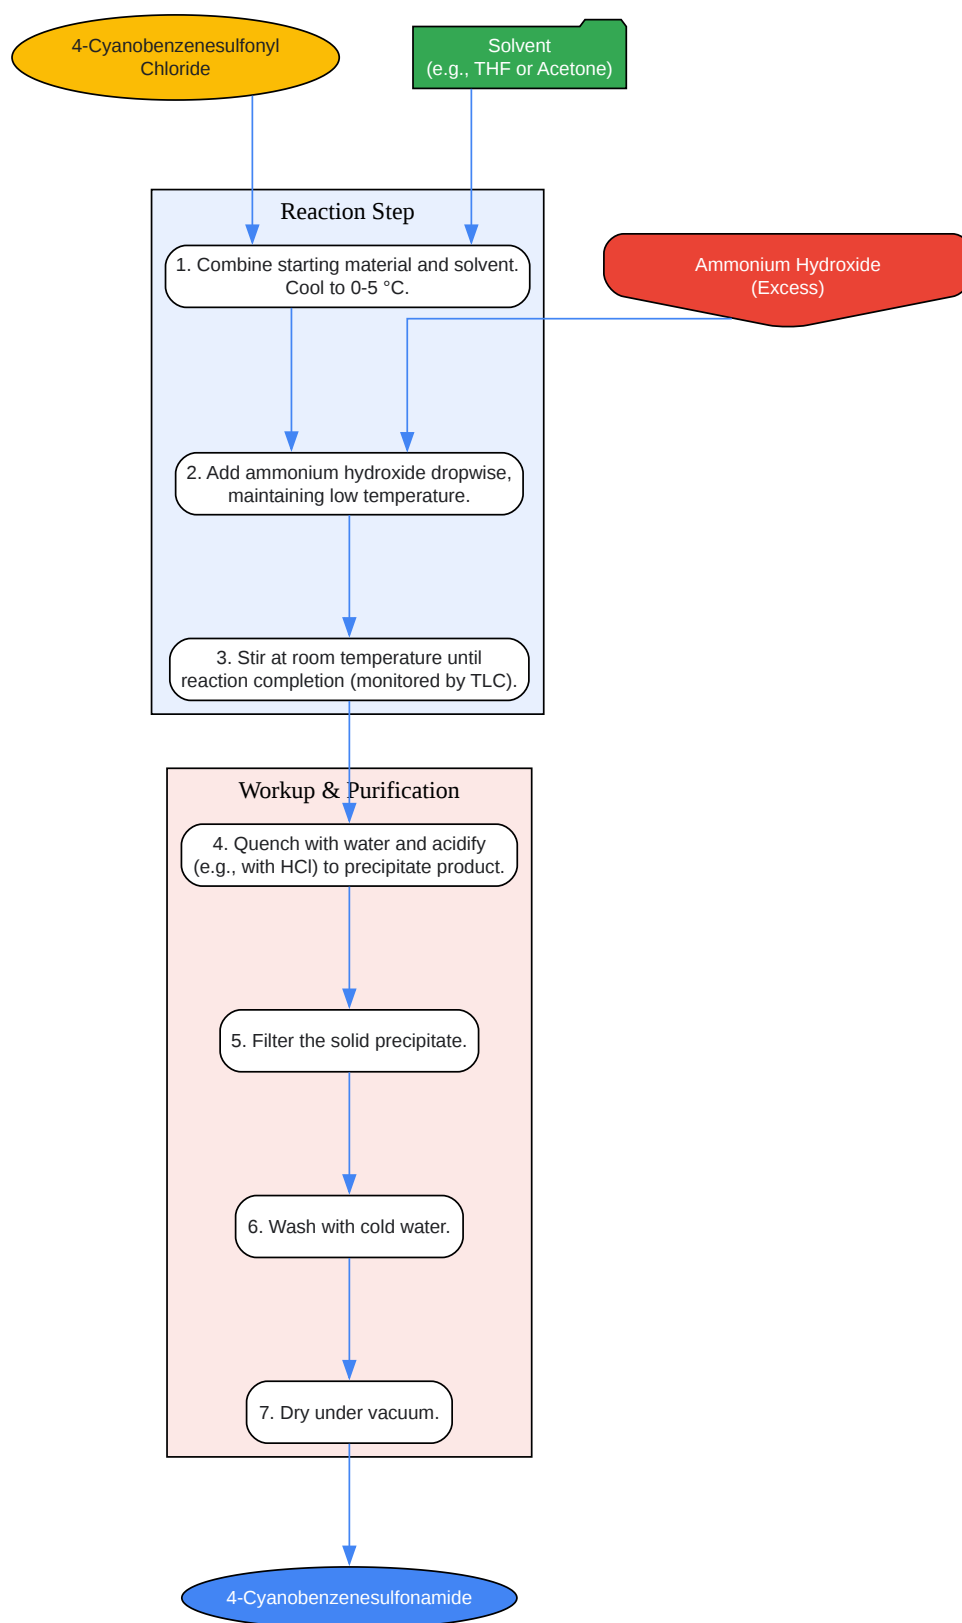 4-Cyanobenzenesulfonyl
Chloride
Solvent
(e.g., THF or Acetone)
Reaction Step
1. Combine starting material and solvent.
Cool to 0-5 °C.
Ammonium Hydroxide
(Excess)
2. Add ammonium hydroxide dropwise,
maintaining low temperature.
3. Stir at room temperature until
reaction completion (monitored by TLC).
Workup & Purification
4. Quench with water and acidify
(e.g., with HCl) to precipitate product.
5. Filter the solid precipitate.
6. Wash with cold water.
7. Dry under vacuum.
4-Cyanobenzenesulfonamide